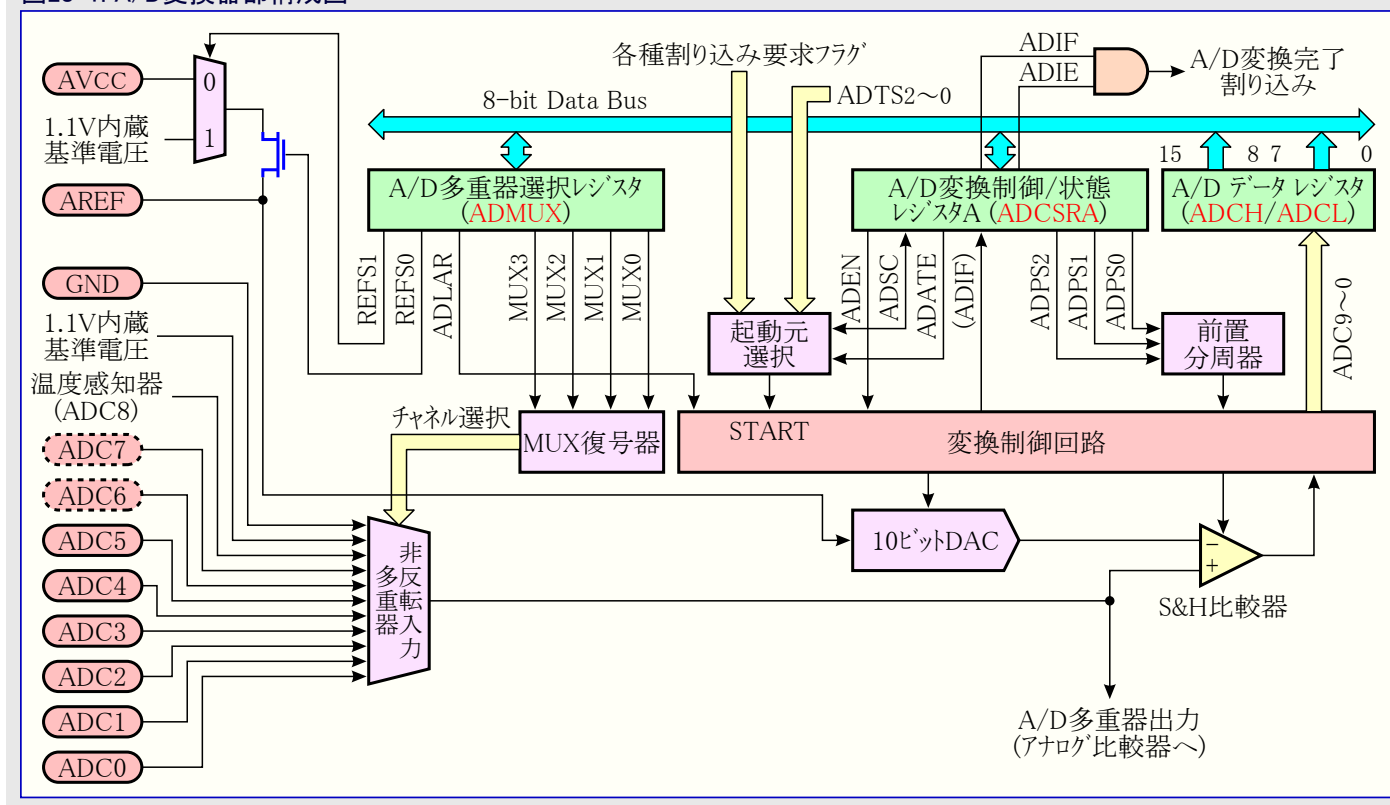 AVCC
1.1V内蔵
基準電圧
AREF
GND
1.1V内蔵
基準電圧
温度感知器
(ADC8)
ADC7
ADC6
ADC5
ADC4
ADC3
ADC2
ADC1
ADC0
0
1
8-bit Data Bus
各種割り込み要求フラグ
ADTS2～0
ADIF
ADIE
A/D変換完了
割り込み
15
8 7
0
A/D多重器選択レジスタ
(ADMUX)
A/D変換制御/状態
レジスタA (ADCSRA)
A/D データ レジスタ
(ADCH/ADCL)
REFS1
REFS0
ADLAR
MUX3
MUX2
MUX1
MUX0
ADEN
ADSC
ADATE
(ADIF)
ADPS2
ADPS1
ADPS0
ADC9～0
起動元
選択
前置
分周器
チャネル選択
MUX復号器
START
変換制御回路
10ビットDAC
非反転入力
多重器
−
+
S&H比較器
A/D多重器出力
(アナログ比較器へ)